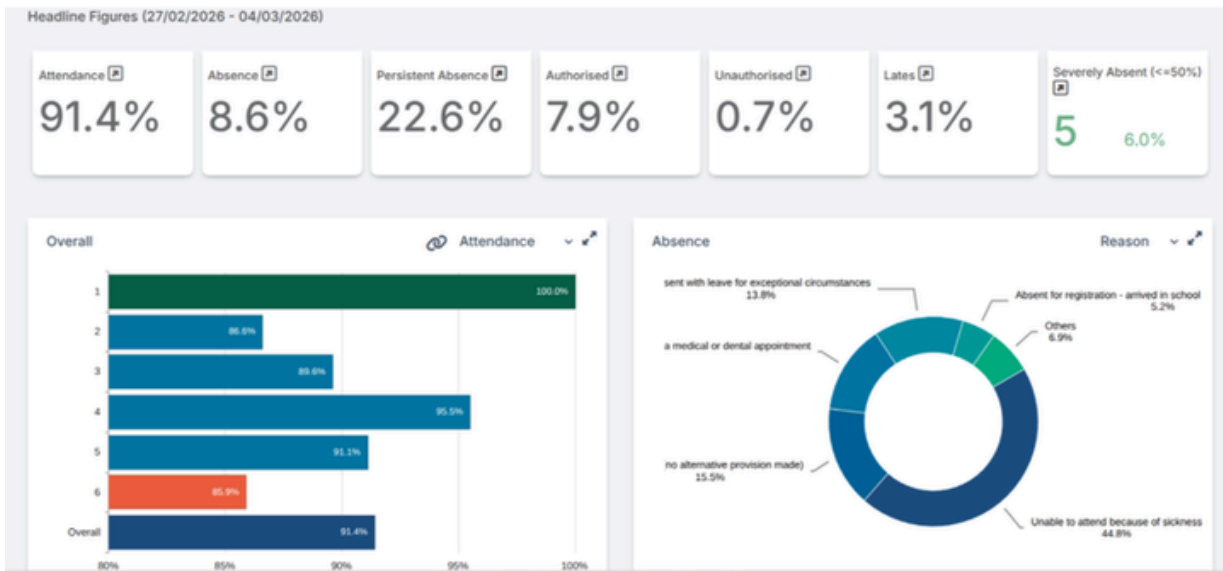 Headline Figures (27/02/2026 - 04/03/2026)
Attendance
91.4%
Absence
8.6%
Persistent Absence
22.6%
Authorised
7.9%
Unauthorised
0.7%
Lates
3.1%
Severely Absent (<=50%)
5 6.0%
Overall
Attendance
1 100.0%
2 86.6%
3 89.6%
4 95.5%
5 91.1%
6 85.9%
Overall 91.4%
80% 85% 90% 95% 100%
Absence
Reason
sent with leave for exceptional circumstances
13.8%
Absent for registration - arrived in school
5.2%
Others
6.9%
a medical or dental appointment
no alternative provision made)
15.5%
Unable to attend because of sickness
44.8%